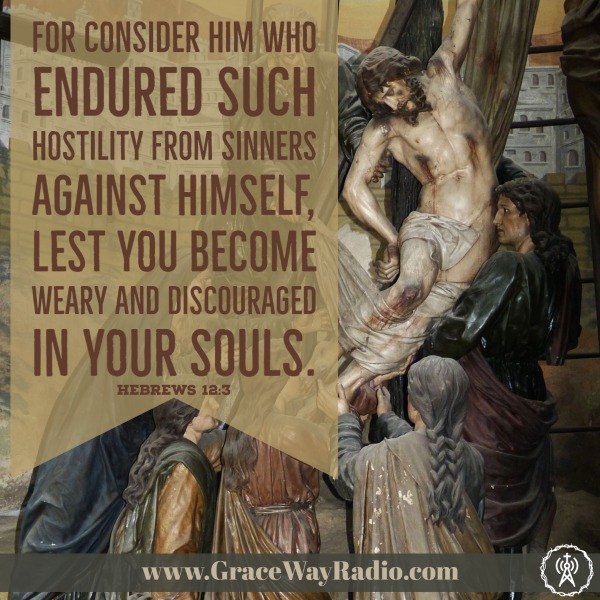 FOR CONSIDER HIM WHO
ENDURED SUCH
HOSTILITY FROM SINNERS
AGAINST HIMSELF,
LEST YOU BECOME
WEARY AND DISCOURAGED
IN YOUR SOULS.
HEBREWS 12:3
www.GraceWayRadio.com